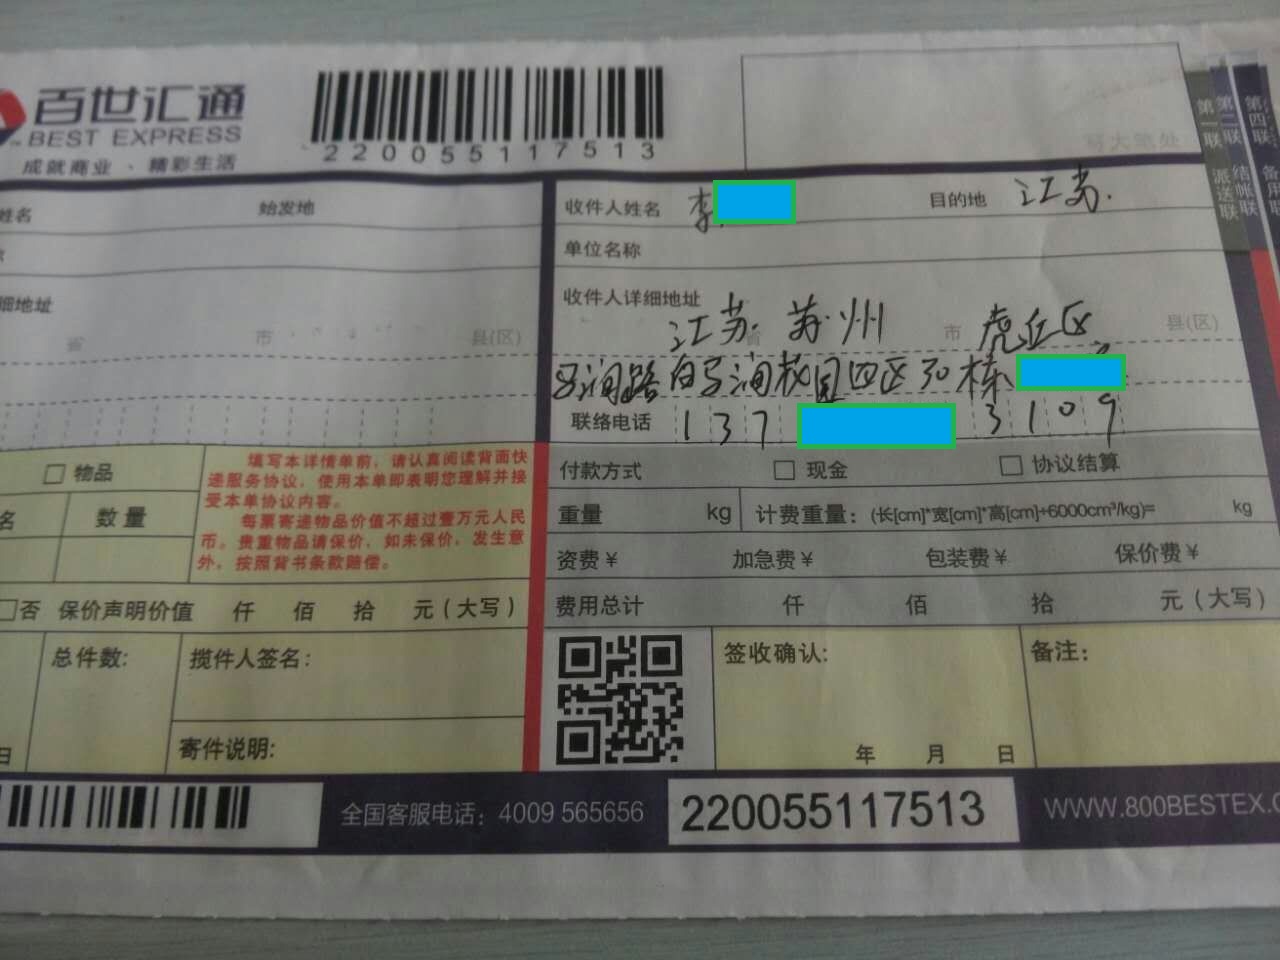 百世汇通
BEST EXPRESS
成就商业、精彩生活
220055117513
第一联 派送联
第二联 结帐联
第四联 备用联
姓名 始发地
细地址
省 市 县(区)
收件人姓名 李 目的地 江苏.
单位名称
收件人详细地址
江苏 省 苏州 市 虎丘区 县(区)
马涧路白马涧花园四区30栋
联络电话 137 3109
物品
名 数量
填写本详情单前，请认真阅读背面快
递服务协议，使用本单即表明您理解并接
受本单协议内容。
每票寄递物品价值不超过壹万元人民
币。贵重物品请保价，如未保价，发生意
外，按照背书条款赔偿。
否 保价声明价值 仟 佰 拾 元（大写）
总件数: 揽件人签名:
日 寄件说明:
付款方式 现金 协议结算
重量 kg 计费重量: (长[cm]*宽[cm]*高[cm]÷6000cm³/kg)= kg
资费¥ 加急费¥ 包装费¥ 保价费¥
费用总计 仟 佰 拾 元（大写）
签收确认: 备注:
年 月 日
全国客服电话: 4009 565656
220055117513
WWW.800BESTEX.C